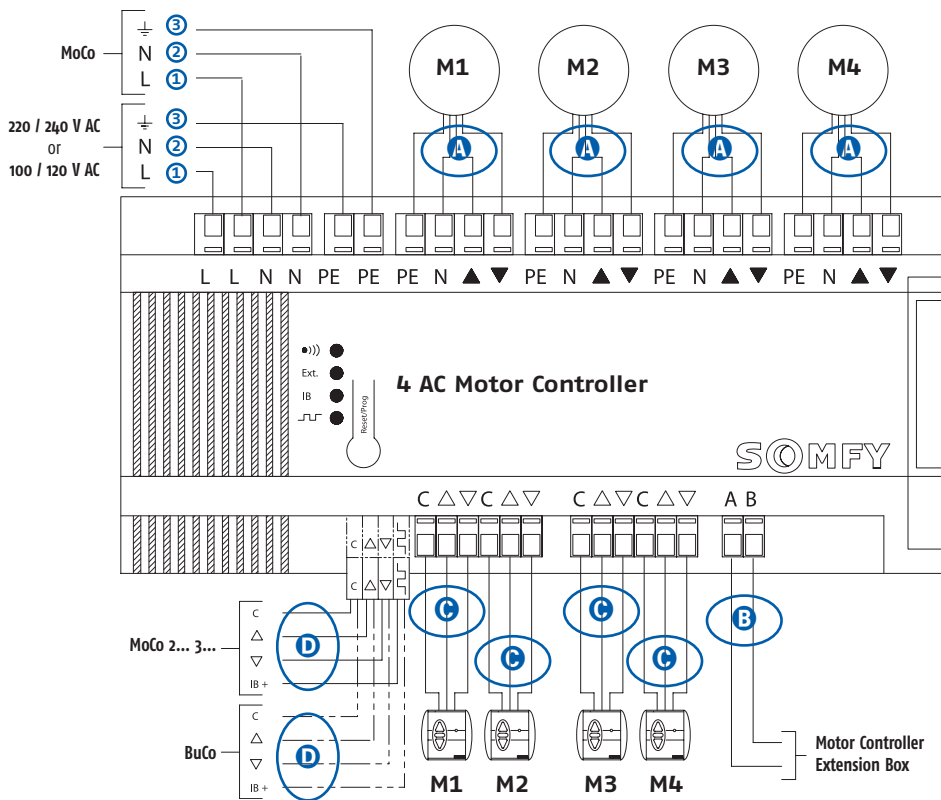 MoCo
⏚ ③
N ②
L ①
220 / 240 V AC
or
100 / 120 V AC
⏚ ③
N ②
L ①
M1 M2 M3 M4
A A A A
L L N N PE PE PE N ▲ ▼ PE N ▲ ▼ PE N ▲ ▼ PE N ▲ ▼
Ext.
IB
Reset/Prog
4 AC Motor Controller
SOMFY
C △ ▽ C △ ▽ C △ ▽ C △ ▽ A B
C △ ▽
C △ ▽
C C B
C C
MoCo 2... 3...
C
△
▽
IB +
D
BuCo
C
△
▽
IB +
D
M1 M2 M3 M4
Motor Controller
Extension Box